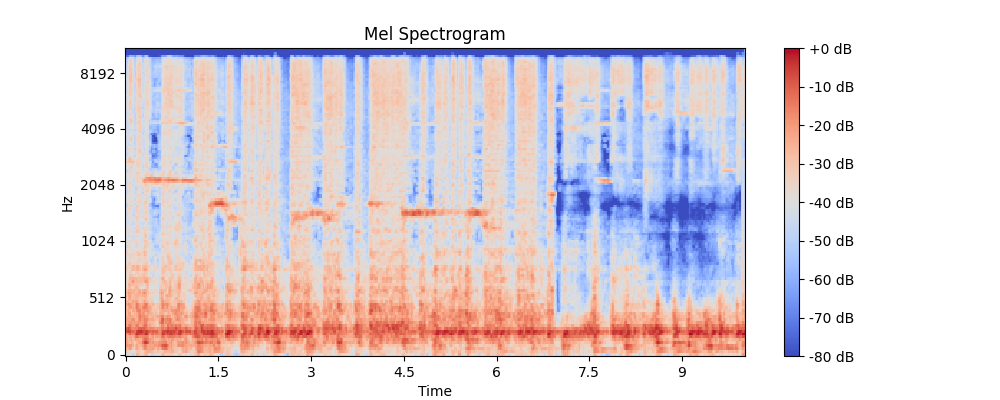 Mel Spectrogram
Hz
8192
4096
2048
1024
512
0
0 1.5 3 4.5 6 7.5 9
Time
+0 dB
-10 dB
-20 dB
-30 dB
-40 dB
-50 dB
-60 dB
-70 dB
-80 dB